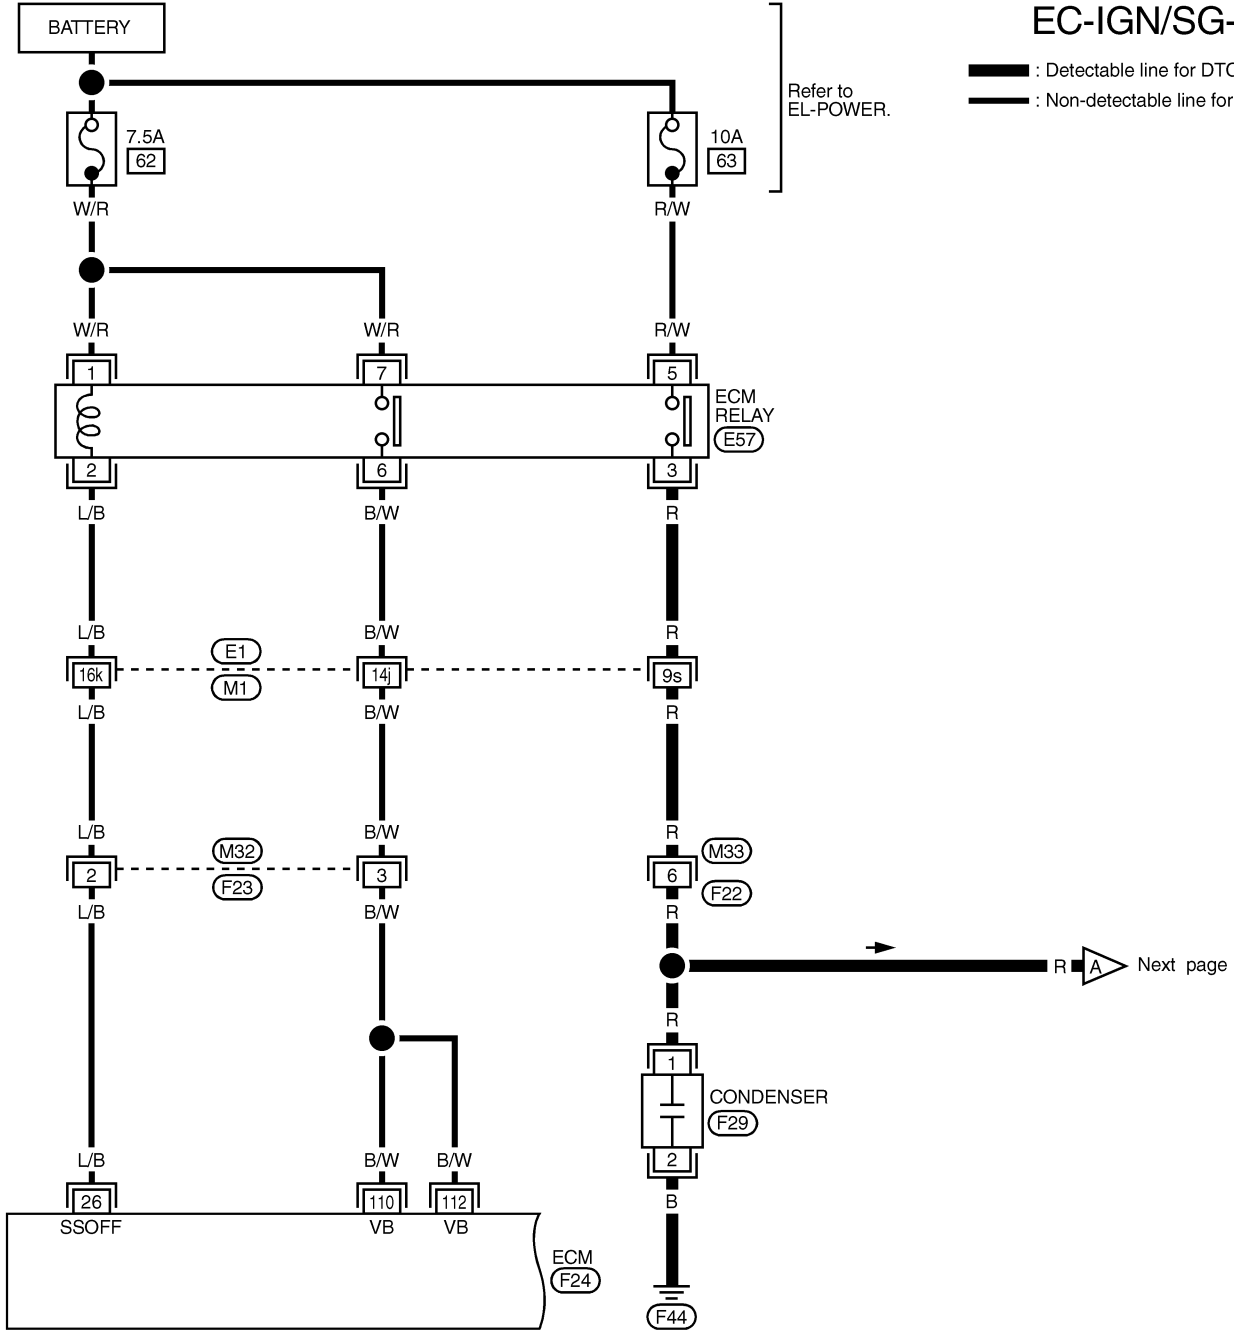 BATTERY
EC-IGN/SG-
: Detectable line for DTC
: Non-detectable line for
Refer to
EL-POWER.
7.5A
62
10A
63
W/R
R/W
W/R
W/R
R/W
1
7
5
ECM
RELAY
E57
2
6
3
L/B
B/W
R
L/B
B/W
R
E1
16k
14j
9s
M1
L/B
B/W
R
L/B
B/W
R
M32
M33
2
3
6
F23
F22
L/B
B/W
R
R
A
Next page
R
1
CONDENSER
F29
2
L/B
B/W
B/W
26
110
112
B
SSOFF
VB
VB
ECM
F24
F44